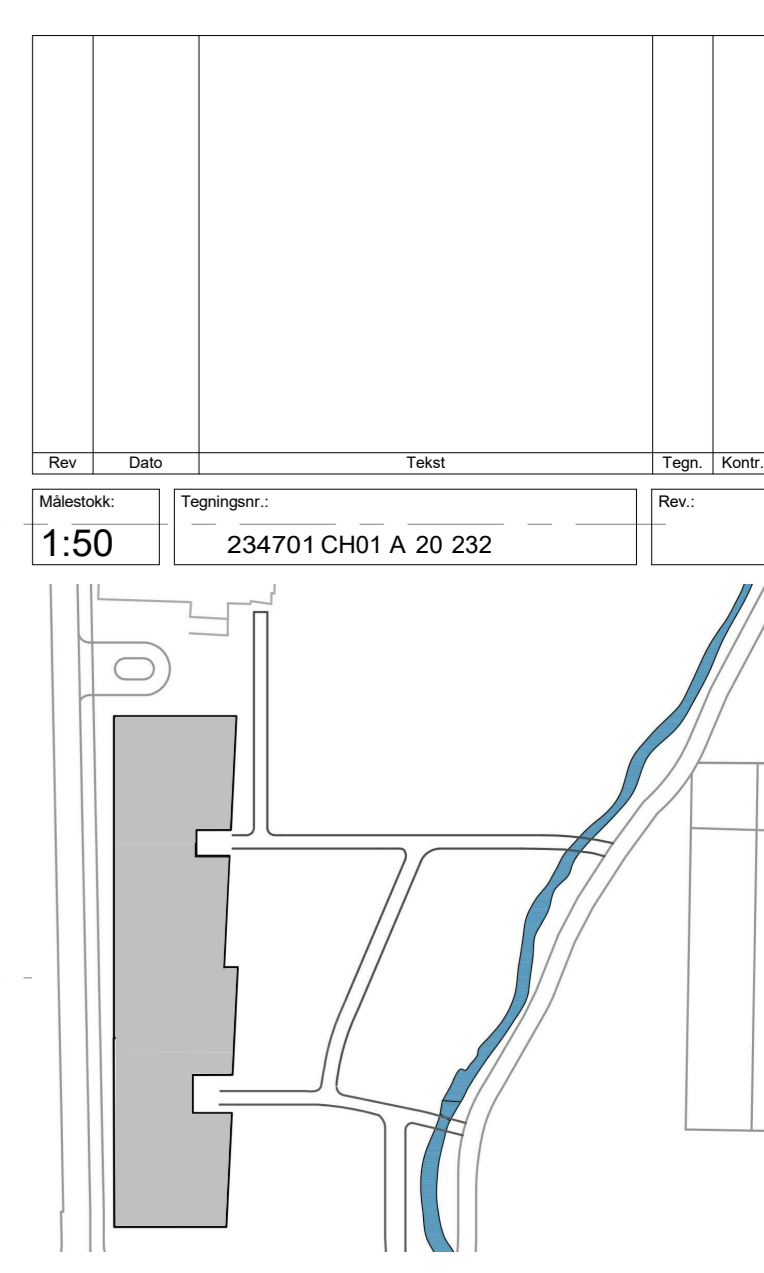 Rev Dato Tekst Tegn. Kontr.
Målestokk: Tegningsnr.: Rev.:
1:50 234701 CH01 A 20 232